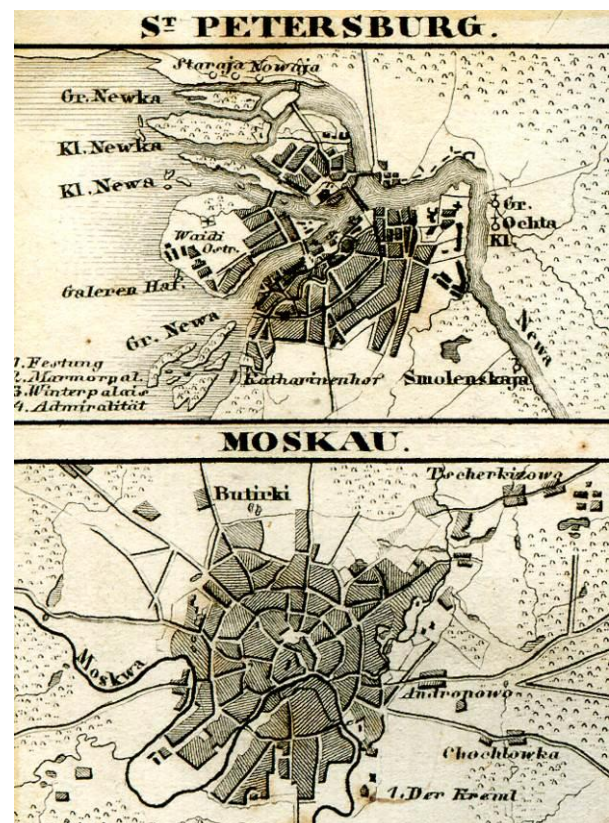 ST PETERSBURG.
Staraja Nowaja
Gr. Newka
Kl. Newka
Kl. Newa
Gr.
Ochta
Kl.
Waidi
Ostr.
Galeren Haf.
Gr. Newa
Newa
1. Festung
2. Marmorpal.
3. Winterpalais
4. Admiralität
Katharinenhof
Smolenskaja
MOSKAU.
Tscherkizowo
Butirki
Moskwa
Andronowo
Chochlowka
1. Der Kreml